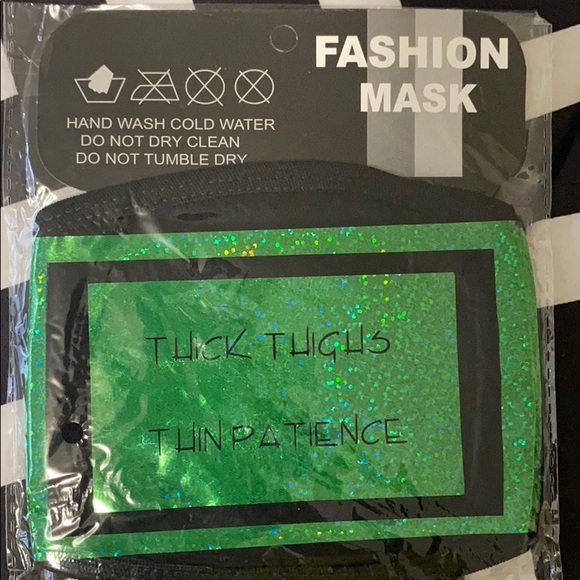 FASHION
MASK
HAND WASH COLD WATER
DO NOT DRY CLEAN
DO NOT TUMBLE DRY
THICK THIGHS
THIN PATIENCE